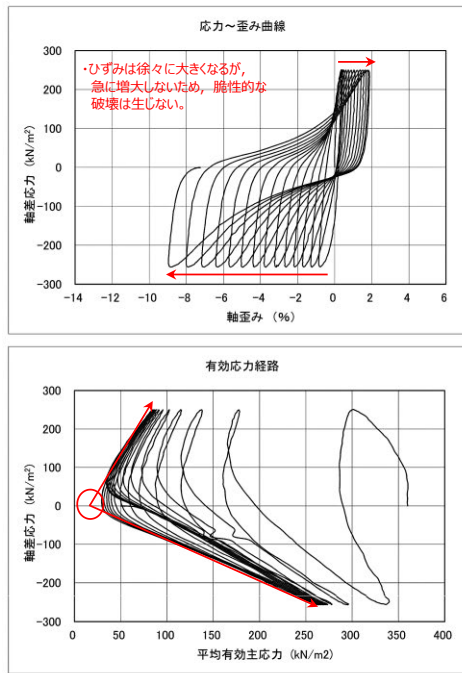 応力～歪み曲線
・ひずみは徐々に大きくなるが，
急に増大しないため，脆性的な
破壊は生じない。
軸差応力（kN/m²）
300
200
100
0
-100
-200
-300
-14 -12 -10 -8 -6 -4 -2 0 2 4 6
軸歪み （%）
有効応力経路
軸差応力（kN/m²）
300
200
100
0
-100
-200
-300
0 50 100 150 200 250 300 350 400
平均有効主応力（kN/m2）